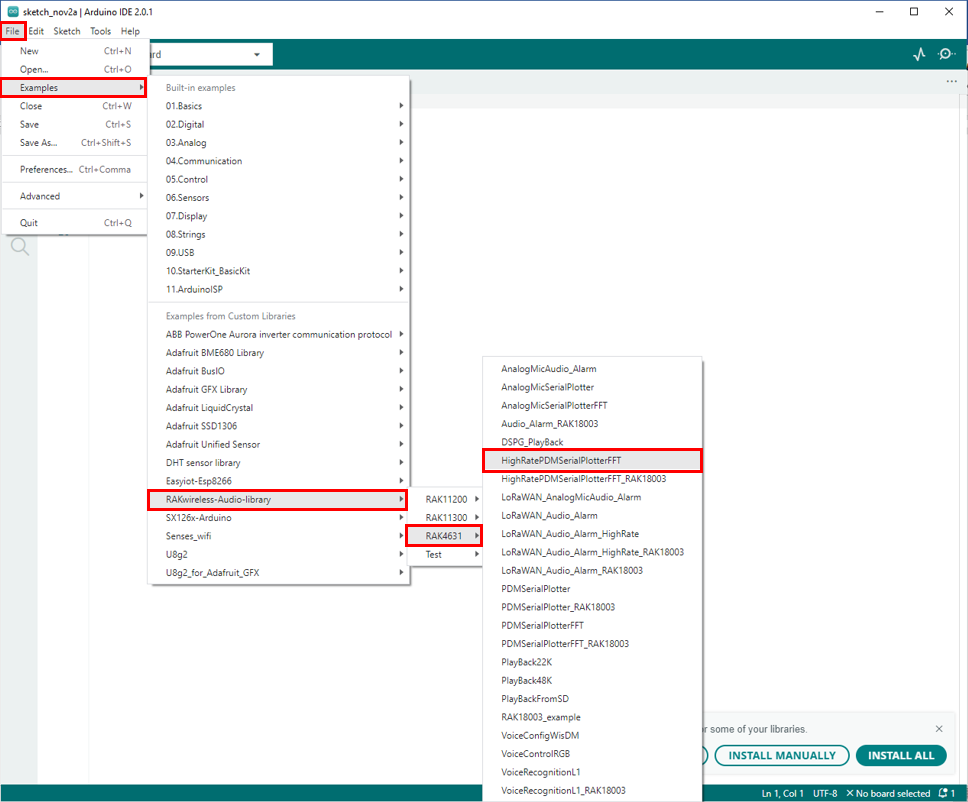 sketch_nov2a | Arduino IDE 2.0.1
File Edit Sketch Tools Help
New Ctrl+N
Open... Ctrl+O
Examples
Close Ctrl+W
Save Ctrl+S
Save As... Ctrl+Shift+S
Preferences... Ctrl+Comma
Advanced
Quit Ctrl+Q
Built-in examples
01.Basics
02.Digital
03.Analog
04.Communication
05.Control
06.Sensors
07.Display
08.Strings
09.USB
10.StarterKit_BasicKit
11.ArduinoISP
Examples from Custom Libraries
ABB PowerOne Aurora inverter communication protocol
Adafruit BME680 Library
Adafruit BusIO
Adafruit GFX Library
Adafruit LiquidCrystal
Adafruit SSD1306
Adafruit Unified Sensor
DHT sensor library
Easyiot-Esp8266
RAKwireless-Audio-library
SX126x-Arduino
Senses_wifi
U8g2
U8g2_for_Adafruit_GFX
RAK11200
RAK11300
RAK4631
Test
AnalogMicAudio_Alarm
AnalogMicSerialPlotter
AnalogMicSerialPlotterFFT
Audio_Alarm_RAK18003
DSPG_PlayBack
HighRatePDMSerialPlotterFFT
HighRatePDMSerialPlotterFFT_RAK18003
LoRaWAN_AnalogMicAudio_Alarm
LoRaWAN_Audio_Alarm
LoRaWAN_Audio_Alarm_HighRate
LoRaWAN_Audio_Alarm_HighRate_RAK18003
LoRaWAN_Audio_Alarm_RAK18003
PDMSerialPlotter
PDMSerialPlotter_RAK18003
PDMSerialPlotterFFT
PDMSerialPlotterFFT_RAK18003
PlayBack22K
PlayBack48K
PlayBackFromSD
RAK18003_example
VoiceConfigWisDM
VoiceControlRGB
VoiceRecognitionL1
VoiceRecognitionL1_RAK18003
some of your libraries.
INSTALL MANUALLY INSTALL ALL
Ln 1, Col 1 UTF-8 No board selected 1